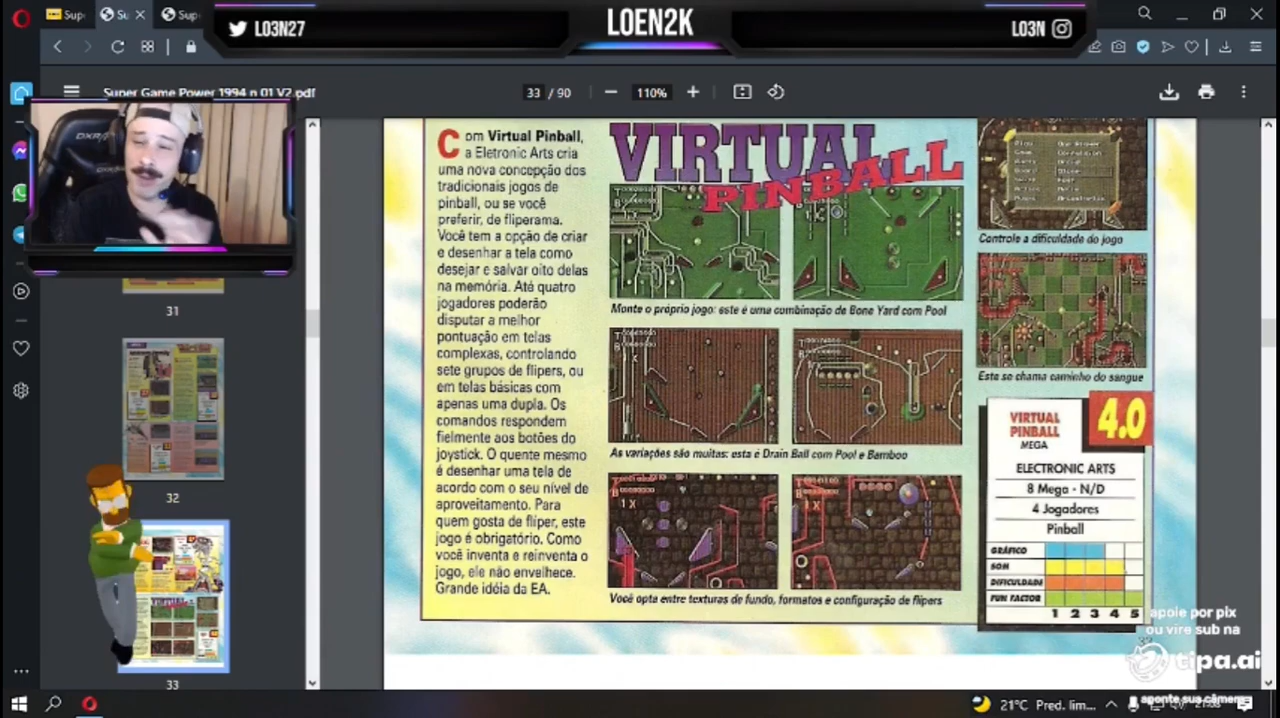 Sup
Su
Sup
LO3N27
LOEN2K
LO3N
Super Game Power 1994 n 01 V2.pdf
33 / 90
110%
31
32
33
Com Virtual Pinball,
a Eletronic Arts cria
uma nova concepção dos
tradicionais jogos de
pinball, ou se você
preferir, de fliperama.
Você tem a opção de criar
e desenhar a tela como
desejar e salvar oito delas
na memória. Até quatro
jogadores poderão
disputar a melhor
pontuação em telas
complexas, controlando
sete grupos de flipers, ou
em telas básicas com
apenas uma dupla. Os
comandos respondem
fielmente aos botões do
joystick. O quente mesmo
é desenhar uma tela de
acordo com o seu nível de
aproveitamento. Para
quem gosta de flíper, este
jogo é obrigatório. Como
você inventa e reinventa o
jogo, ele não envelhece.
Grande idéia da EA.
VIRTUAL
PINBALL
Monte o próprio jogo: este é uma combinação de Bone Yard com Pool
As variações são muitas: esta é Drain Ball com Pool e Bamboo
Você opta entre texturas de fundo, formatos e configuração de flipers
Controle a dificuldade do jogo
Este se chama caminho do sangue
VIRTUAL
PINBALL
MEGA
4.0
ELECTRONIC ARTS
8 Mega - N/D
4 Jogadores
Pinball
GRÁFICO
SOM
DIFICULDADE
FUN FACTOR
1 2 3 4 5
apoie por pix
ou vire sub na
tipa.ai
aponte sua câmera
21°C Pred. lim...